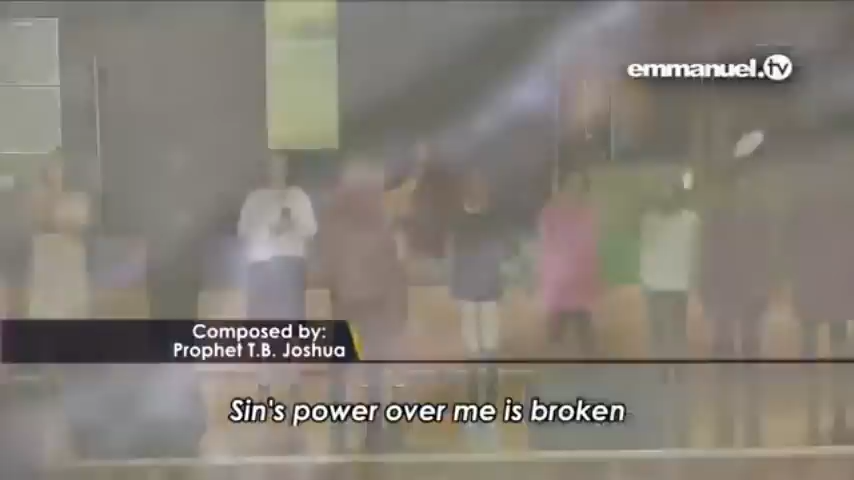 emmanuel.tv
Composed by:
Prophet T.B. Joshua
Sin's power over me is broken